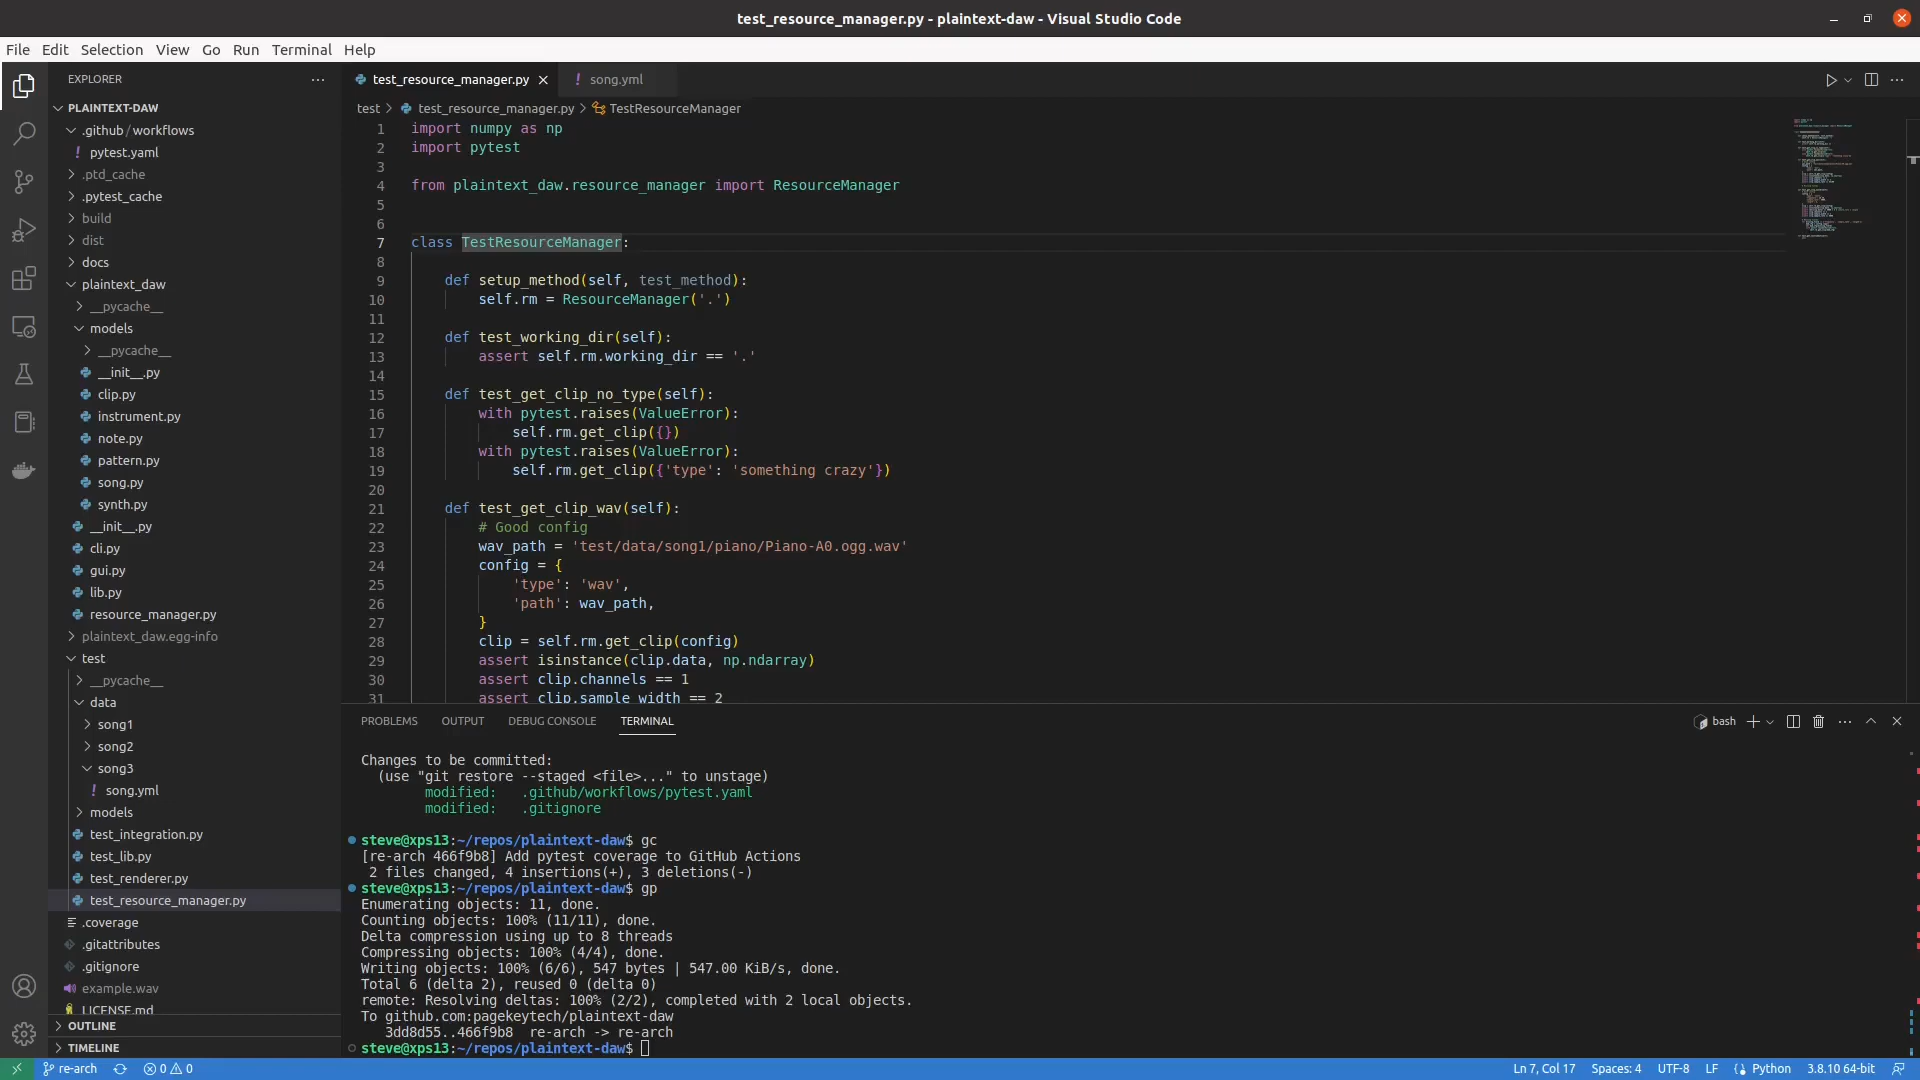 test_resource_manager.py - plaintext-daw - Visual Studio Code
File Edit Selection View Go Run Terminal Help
EXPLORER
PLAINTEXT-DAW
.github/workflows
pytest.yaml
.ptd_cache
.pytest_cache
build
dist
docs
plaintext_daw
__pycache__
models
__pycache__
__init__.py
clip.py
instrument.py
note.py
pattern.py
song.py
synth.py
__init__.py
cli.py
gui.py
lib.py
resource_manager.py
plaintext_daw.egg-info
test
__pycache__
data
song1
song2
song3
song.yml
models
test_integration.py
test_lib.py
test_renderer.py
test_resource_manager.py
.coverage
.gitattributes
.gitignore
example.wav
LICENSE.md
OUTLINE
TIMELINE
test_resource_manager.py song.yml
test > test_resource_manager.py > TestResourceManager
1 import numpy as np
2 import pytest
3
4 from plaintext_daw.resource_manager import ResourceManager
5
6
7 class TestResourceManager:
8
9 def setup_method(self, test_method):
10 self.rm = ResourceManager('.')
11
12 def test_working_dir(self):
13 assert self.rm.working_dir == '.'
14
15 def test_get_clip_no_type(self):
16 with pytest.raises(ValueError):
17 self.rm.get_clip({})
18 with pytest.raises(ValueError):
19 self.rm.get_clip({'type': 'something crazy'})
20
21 def test_get_clip_wav(self):
22 # Good config
23 wav_path = 'test/data/song1/piano/Piano-A0.ogg.wav'
24 config = {
25 'type': 'wav',
26 'path': wav_path,
27 }
28 clip = self.rm.get_clip(config)
29 assert isinstance(clip.data, np.ndarray)
30 assert clip.channels == 1
31 assert clip.sample_width == 2
PROBLEMS OUTPUT DEBUG CONSOLE TERMINAL bash
Changes to be committed:
(use "git restore --staged <file>..." to unstage)
modified: .github/workflows/pytest.yaml
modified: .gitignore
steve@xps13:~/repos/plaintext-daw$ gc
[re-arch 466f9b8] Add pytest coverage to GitHub Actions
2 files changed, 4 insertions(+), 3 deletions(-)
steve@xps13:~/repos/plaintext-daw$ gp
Enumerating objects: 11, done.
Counting objects: 100% (11/11), done.
Delta compression using up to 8 threads
Compressing objects: 100% (4/4), done.
Writing objects: 100% (6/6), 547 bytes | 547.00 KiB/s, done.
Total 6 (delta 2), reused 0 (delta 0)
remote: Resolving deltas: 100% (2/2), completed with 2 local objects.
To github.com:pagekeytech/plaintext-daw
3dd8d55..466f9b8 re-arch -> re-arch
steve@xps13:~/repos/plaintext-daw$
re-arch 0 0 Ln 7, Col 17 Spaces: 4 UTF-8 LF Python 3.8.10 64-bit